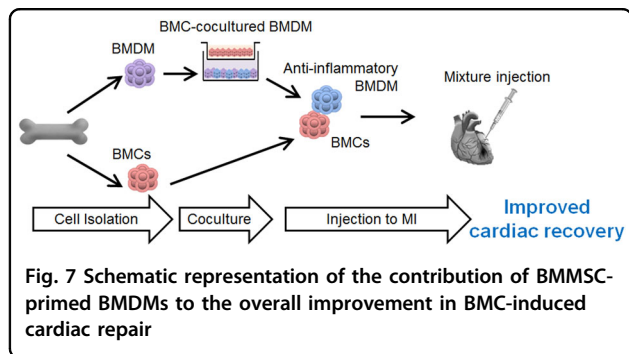 BMC-cocultured BMDM
BMDM
Anti-inflammatory
BMDM
Mixture injection
BMCs
BMCs
Cell Isolation
Coculture
Injection to MI
Improved
cardiac recovery
Fig. 7 Schematic representation of the contribution of BMMSC-
primed BMDMs to the overall improvement in BMC-induced
cardiac repair